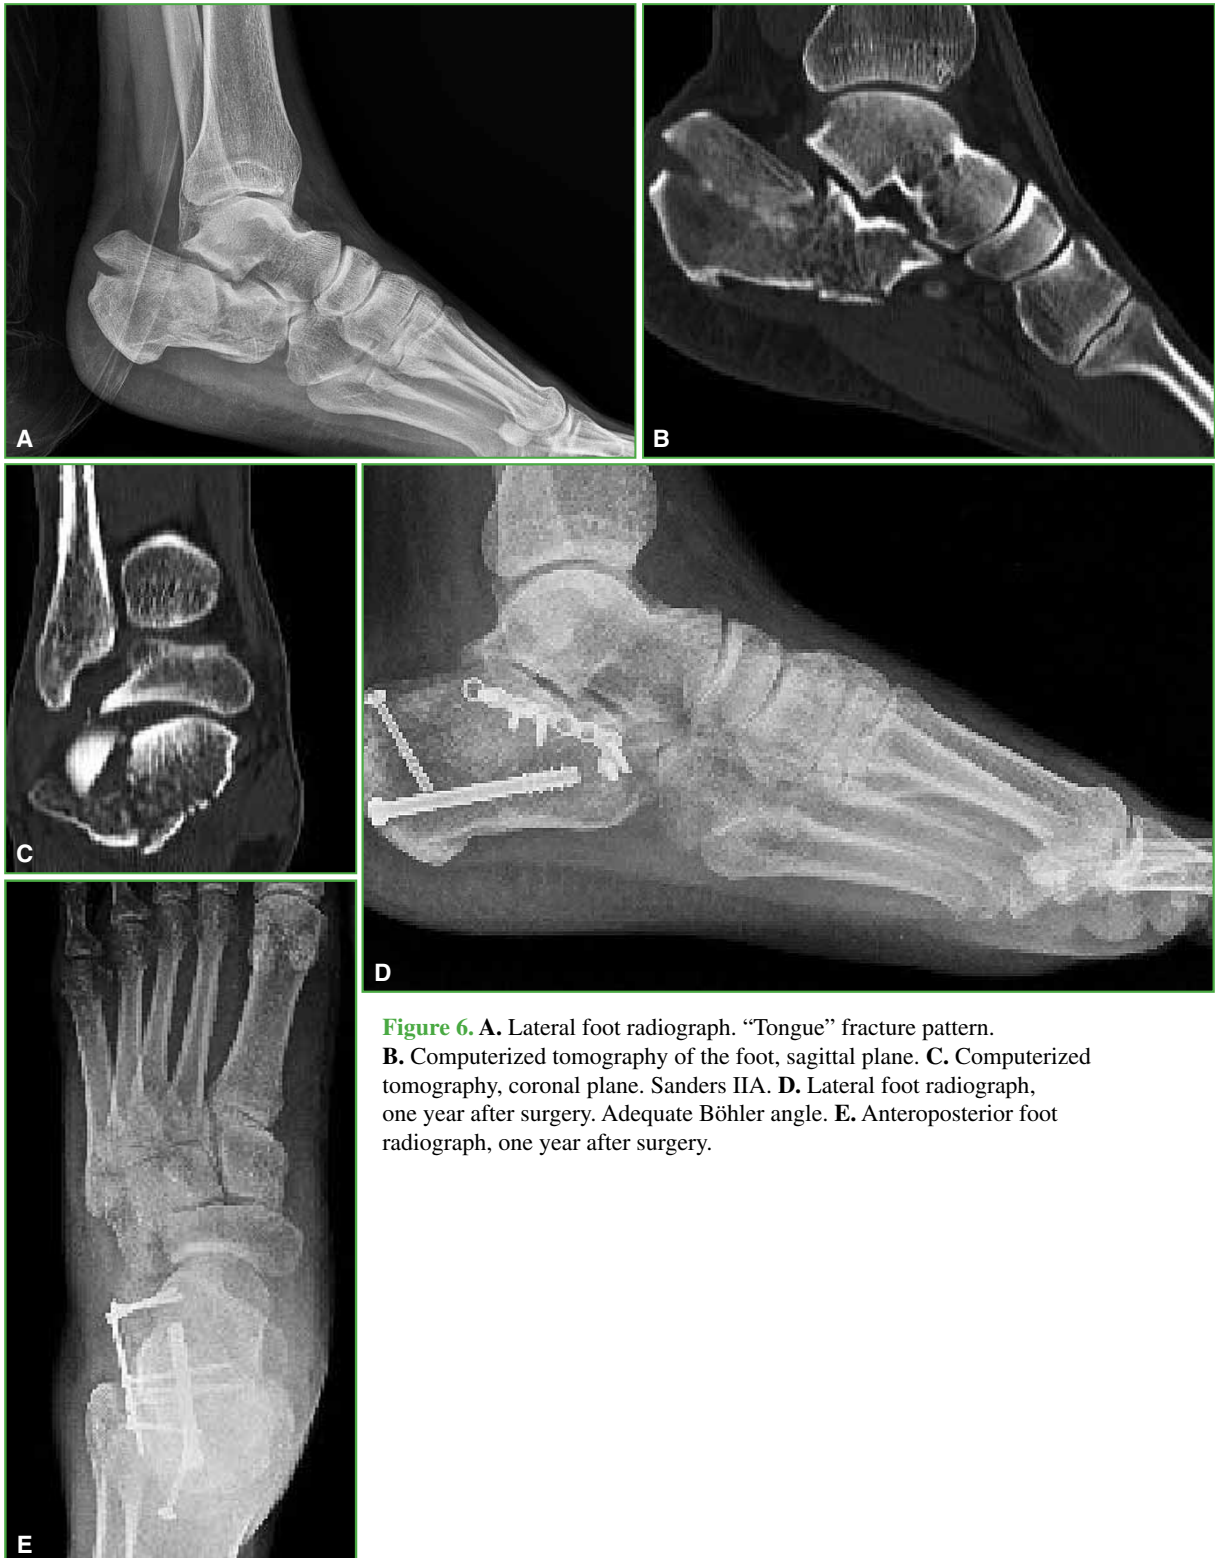 A
B
C
D
E
Figure 6. A. Lateral foot radiograph. “Tongue” fracture pattern.
B. Computerized tomography of the foot, sagittal plane. C. Computerized
tomography, coronal plane. Sanders IIA. D. Lateral foot radiograph,
one year after surgery. Adequate Böhler angle. E. Anteroposterior foot
radiograph, one year after surgery.